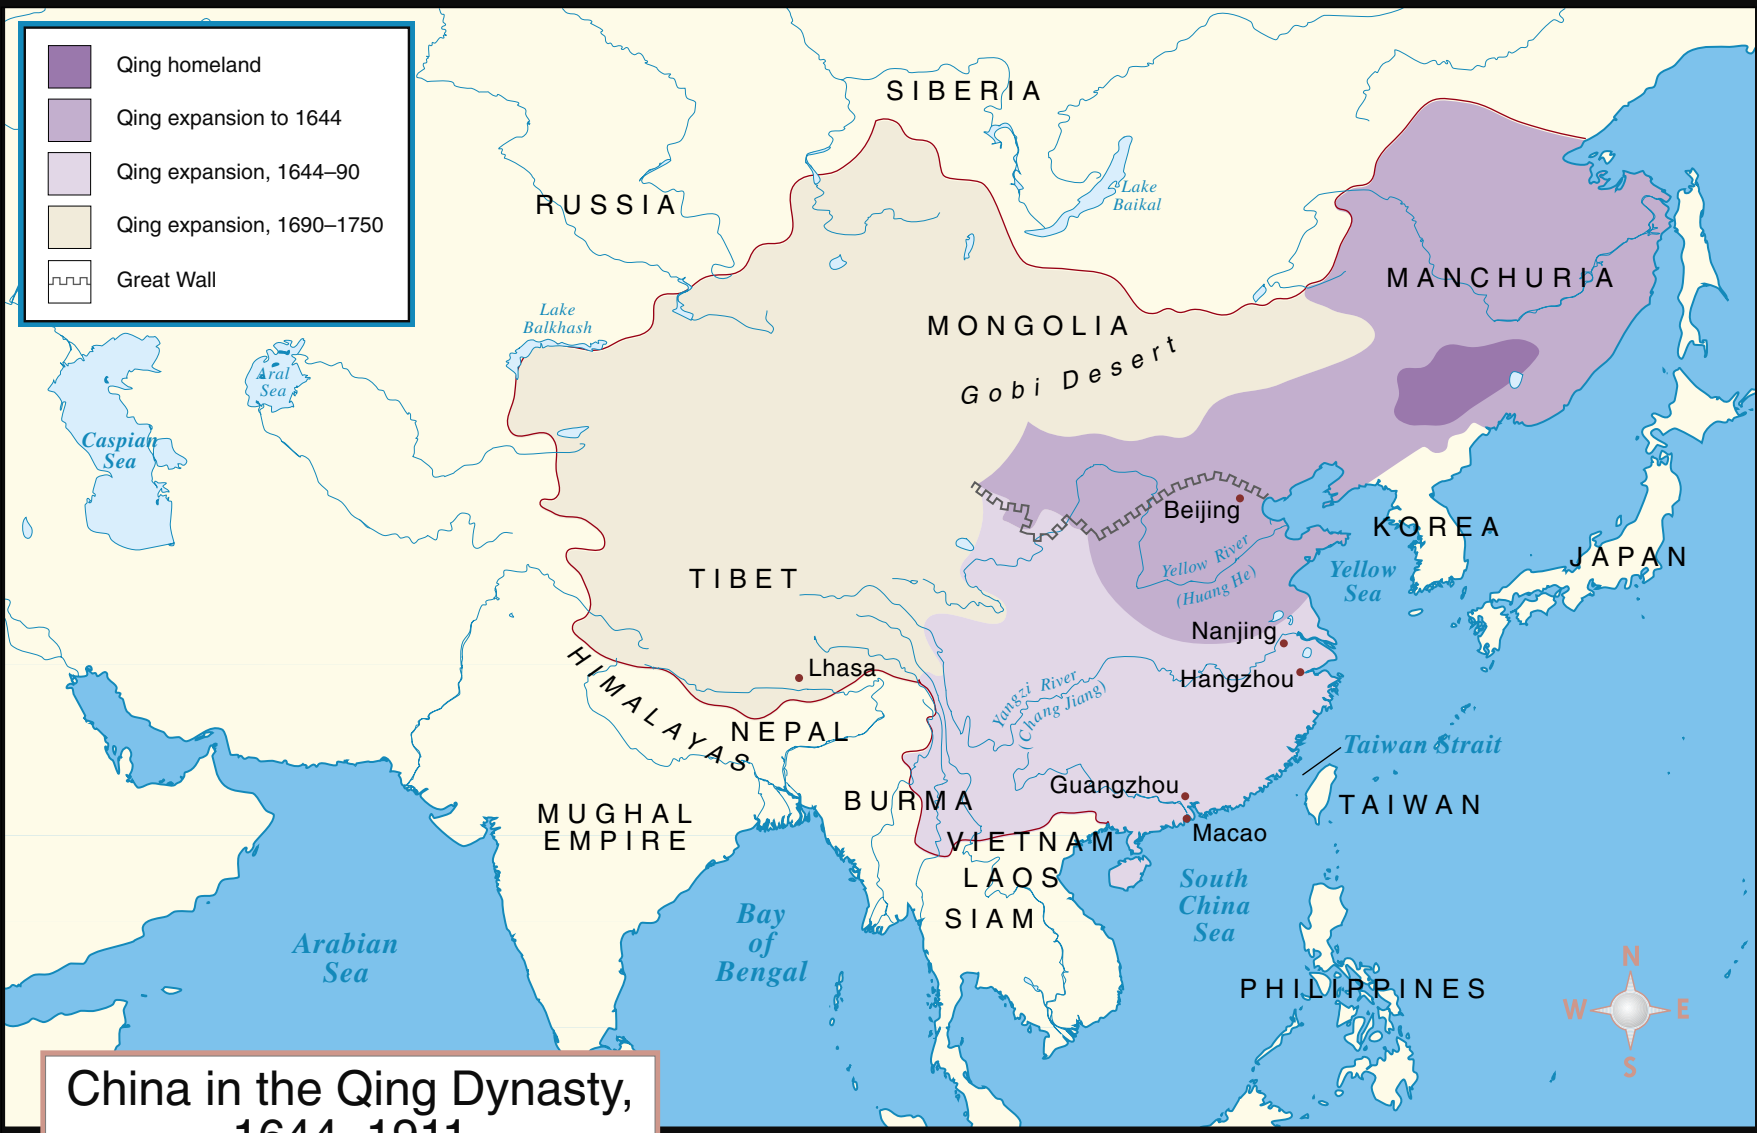 Qing homeland
Qing expansion to 1644
Qing expansion, 1644–90
Qing expansion, 1690–1750
Great Wall
SIBERIA
RUSSIA
Lake
Baikal
MANCHURIA
Lake
Balkhash
MONGOLIA
Gobi Desert
Aral
Sea
Caspian
Sea
Beijing
KOREA
JAPAN
Yellow River
(Huang He)
Yellow
Sea
TIBET
Nanjing
Lhasa
Hangzhou
HIMALAYAS
Yangzi River
(Chang Jiang)
NEPAL
Taiwan Strait
Guangzhou
BURMA
TAIWAN
MUGHAL
EMPIRE
Macao
VIETNAM
LAOS
SIAM
South
China
Sea
Bay
of
Bengal
Arabian
Sea
PHILIPPINES
N
W
E
S
China in the Qing Dynasty,
1644–1911